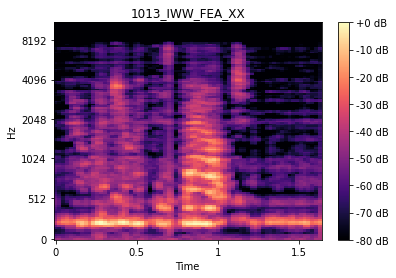 1013_IWW_FEA_XX
+0 dB
8192
-10 dB
4096
-20 dB
-30 dB
2048
-40 dB
Hz
1024
-50 dB
512
-60 dB
-70 dB
0
-80 dB
0
0.5
1
1.5
Time